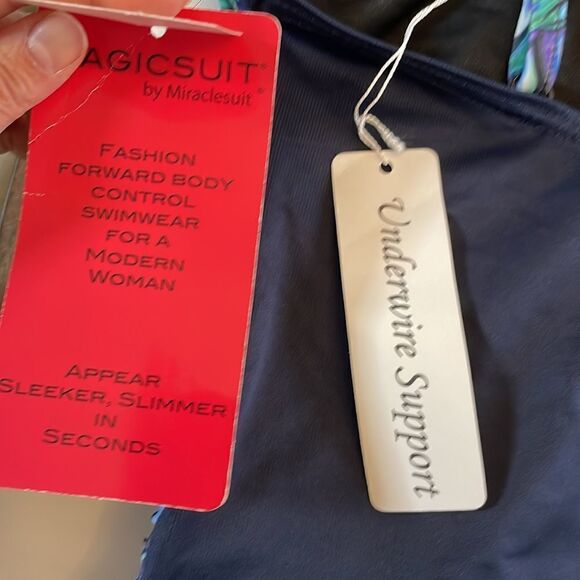 AGICSUIT®
by Miraclesuit®
FASHION
FORWARD BODY
CONTROL
SWIMWEAR
FOR A
MODERN
WOMAN
APPEAR
SLEEKER, SLIMMER
IN
SECONDS
Underwire Support